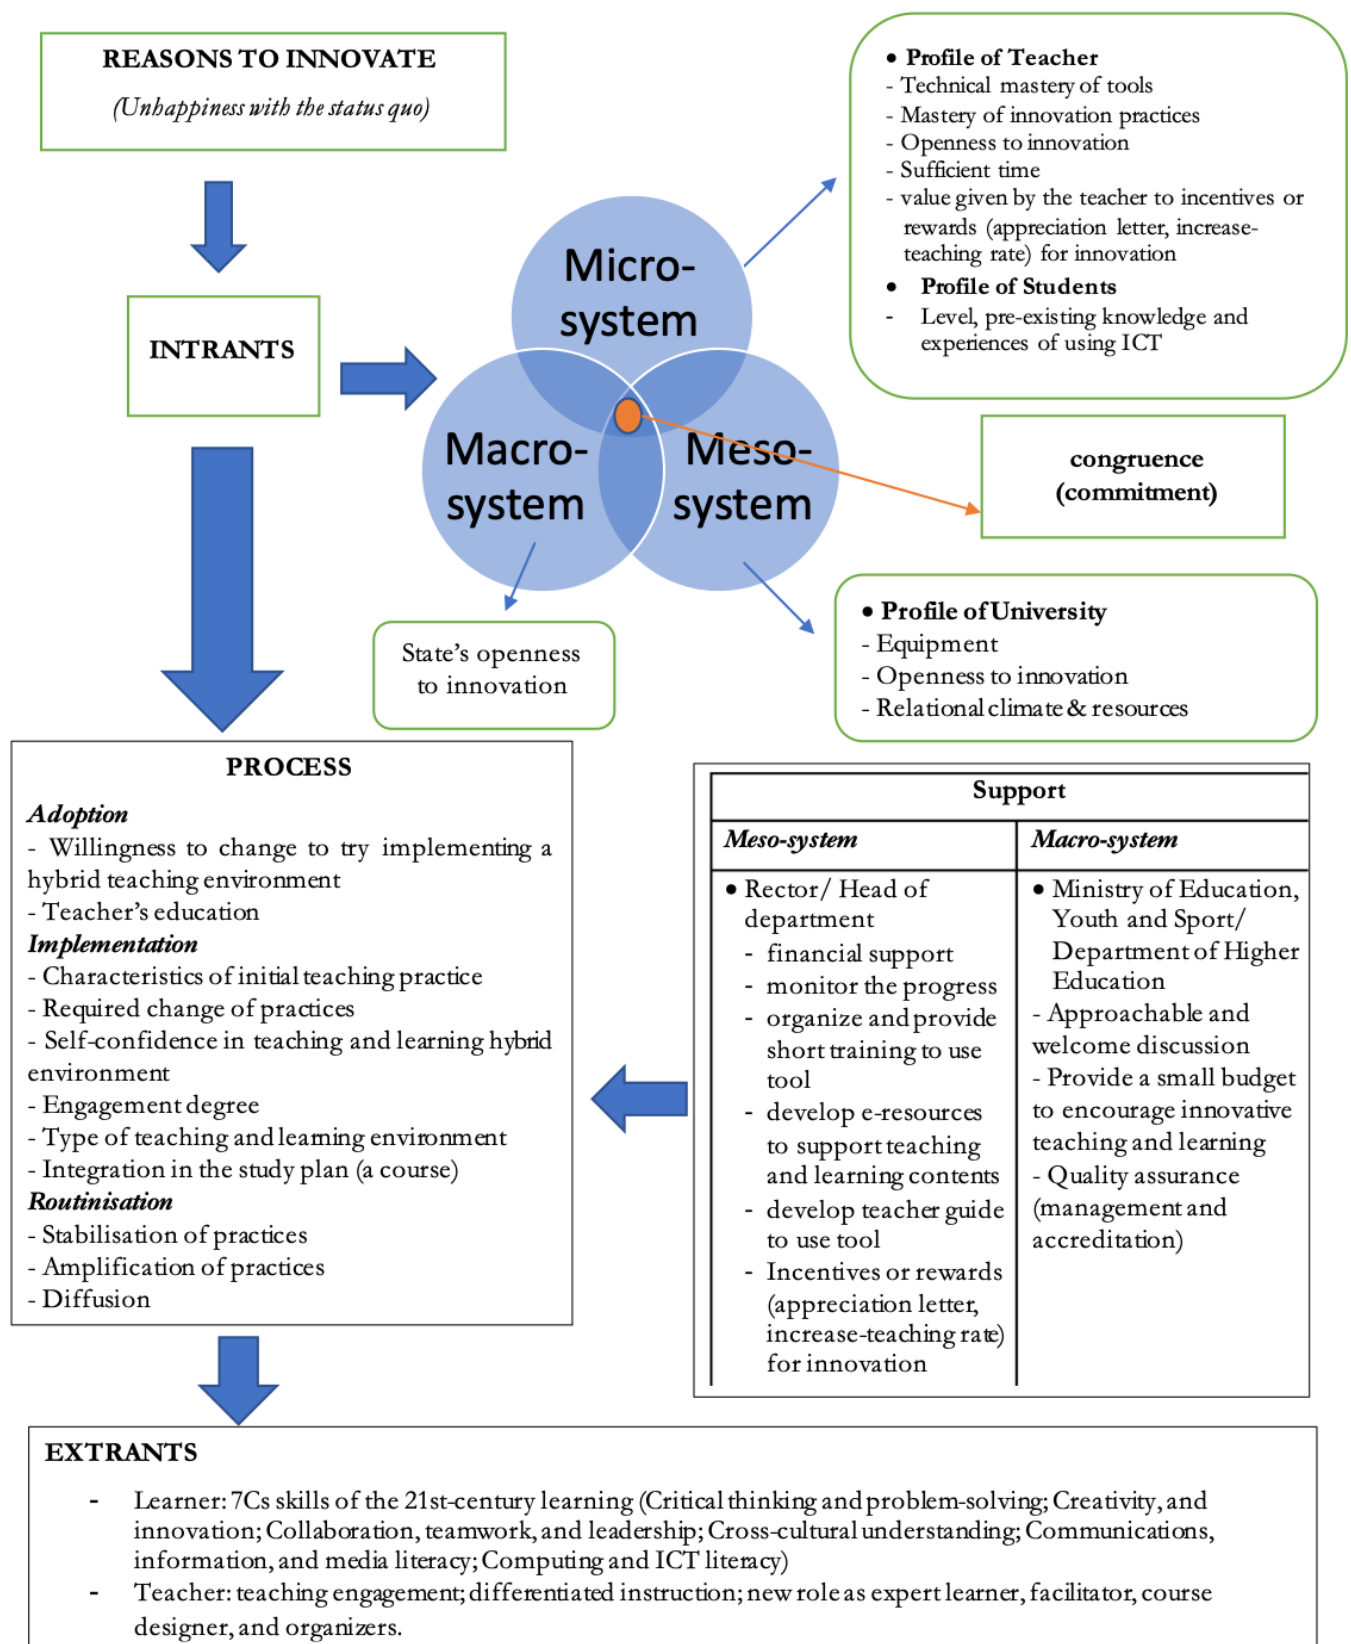 REASONS TO INNOVATE
(Unhappiness with the status quo)
• Profile of Teacher
- Technical mastery of tools
- Mastery of innovation practices
- Openness to innovation
- Sufficient time
- value given by the teacher to incentives or
rewards (appreciation letter, increase-
teaching rate) for innovation
• Profile of Students
- Level, pre-existing knowledge and
experiences of using ICT
INTRANTS
Micro-
system
Macro-
system
Meso-
system
congruence
(commitment)
State's openness
to innovation
• Profile of University
- Equipment
- Openness to innovation
- Relational climate & resources
PROCESS
Adoption
- Willingness to change to try implementing a
hybrid teaching environment
- Teacher's education
Implementation
- Characteristics of initial teaching practice
- Required change of practices
- Self-confidence in teaching and learning hybrid
environment
- Engagement degree
- Type of teaching and learning environment
- Integration in the study plan (a course)
Routinisation
- Stabilisation of practices
- Amplification of practices
- Diffusion
Support
Meso-system
• Rector/ Head of
department
- financial support
- monitor the progress
- organize and provide
short training to use
tool
- develop e-resources
to support teaching
and learning contents
- develop teacher guide
to use tool
- Incentives or rewards
(appreciation letter,
increase-teaching rate)
for innovation
Macro-system
• Ministry of Education,
Youth and Sport/
Department of Higher
Education
- Approachable and
welcome discussion
- Provide a small budget
to encourage innovative
teaching and learning
- Quality assurance
(management and
accreditation)
EXTRANTS
- Learner: 7Cs skills of the 21st-century learning (Critical thinking and problem-solving; Creativity, and
innovation; Collaboration, teamwork, and leadership; Cross-cultural understanding; Communications,
information, and media literacy; Computing and ICT literacy)
- Teacher: teaching engagement; differentiated instruction; new role as expert learner, facilitator, course
designer, and organizers.